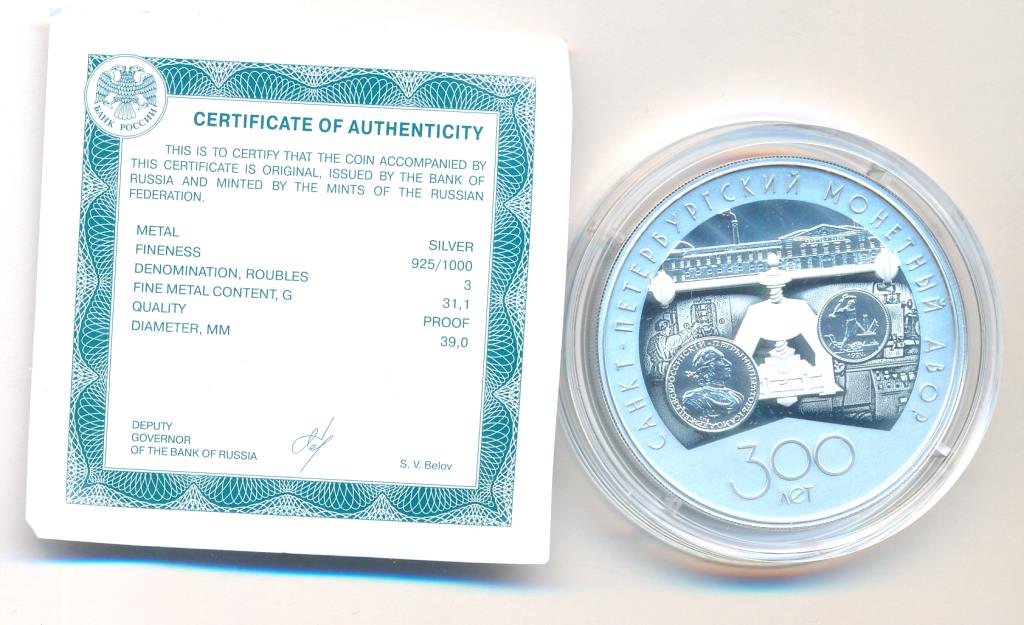 БАНК РОССИИ
CERTIFICATE OF AUTHENTICITY
THIS IS TO CERTIFY THAT THE COIN ACCOMPANIED BY
THIS CERTIFICATE IS ORIGINAL, ISSUED BY THE BANK OF
RUSSIA AND MINTED BY THE MINTS OF THE RUSSIAN
FEDERATION.
METAL SILVER
FINENESS 925/1000
DENOMINATION, ROUBLES 3
FINE METAL CONTENT, G 31,1
QUALITY PROOF
DIAMETER, MM 39,0
DEPUTY
GOVERNOR
OF THE BANK OF RUSSIA
S. V. Belov
САНКТ-ПЕТЕРБУРГСКИЙ МОНЕТНЫЙ ДВОР
300
ЛЕТ